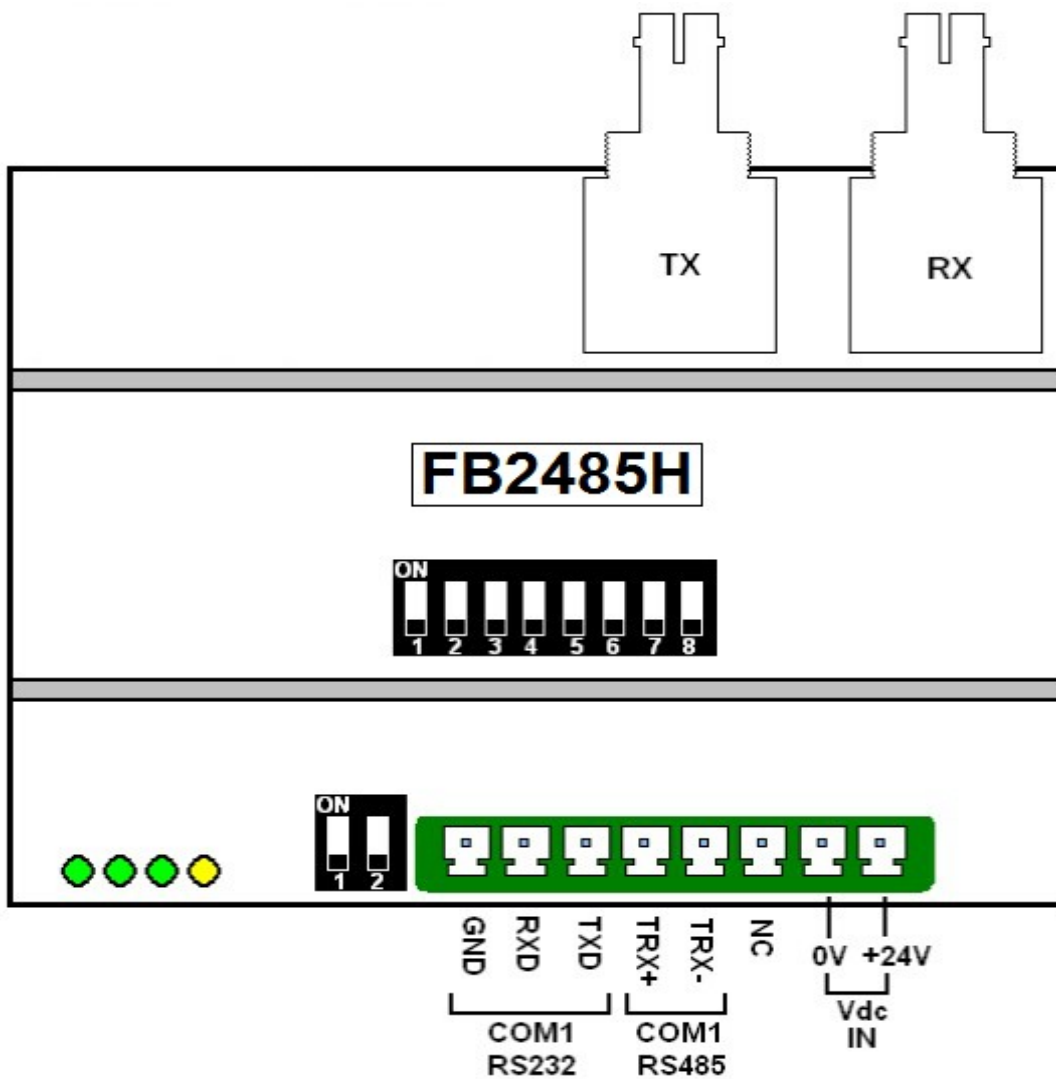 TX RX
FB2485H
ON
1 2 3 4 5 6 7 8
ON
1 2
GND RXD TXD TRX+ TRX- NC 0V +24V
COM1 RS232
COM1 RS485
Vdc IN